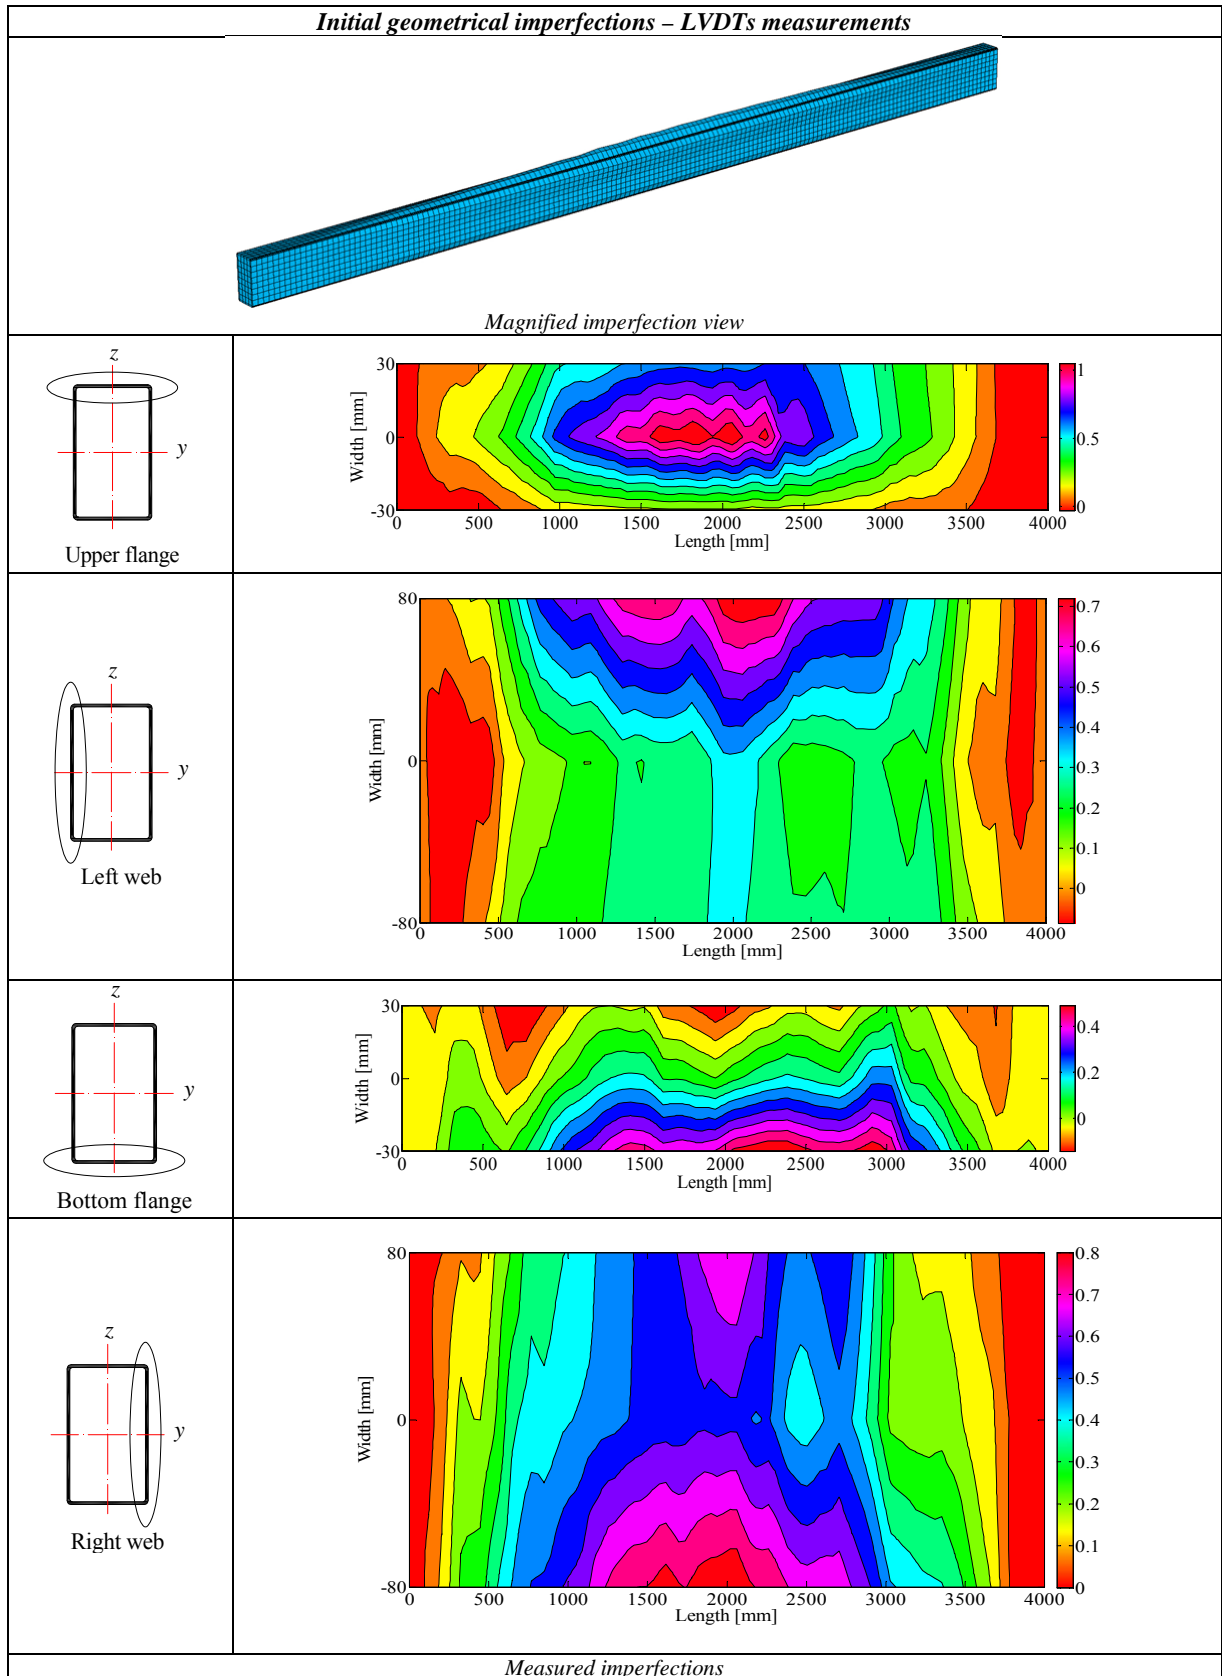 Initial geometrical imperfections – LVDTs measurements
Magnified imperfection view
z
y
Upper flange
Width [mm]
30
0
-30
0 500 1000 1500 2000 2500 3000 3500 4000
Length [mm]
1
0.5
0
z
y
Left web
Width [mm]
80
0
-80
0 500 1000 1500 2000 2500 3000 3500 4000
Length [mm]
0.7
0.6
0.5
0.4
0.3
0.2
0.1
0
z
y
Bottom flange
Width [mm]
30
0
-30
0 500 1000 1500 2000 2500 3000 3500 4000
Length [mm]
0.4
0.2
0
z
y
Right web
Width [mm]
80
0
-80
0 500 1000 1500 2000 2500 3000 3500 4000
Length [mm]
0.8
0.7
0.6
0.5
0.4
0.3
0.2
0.1
0
Measured imperfections